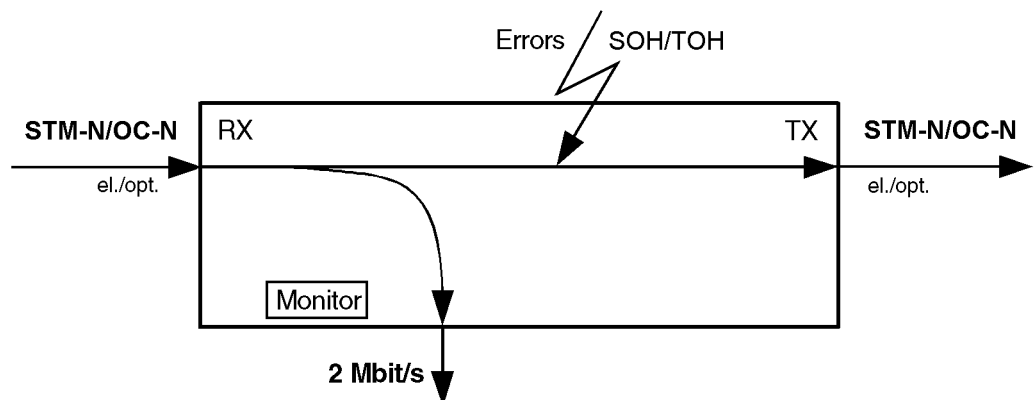 Errors SOH/TOH
STM-N/OC-N RX TX STM-N/OC-N
el./opt. el./opt.
Monitor
2 Mbit/s